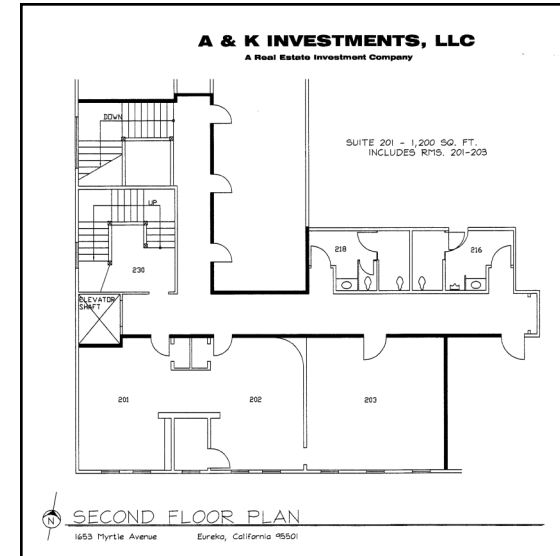 A & K INVESTMENTS, LLC
A Real Estate Investment Company
DOWN
SUITE 201 - 1,200 SQ. FT.
INCLUDES RMS. 201-203
UP
218
216
230
ELEVATOR
SHAFT
201
202
203
N
SECOND FLOOR PLAN
1653 Myrtle Avenue Eureka, California 95501